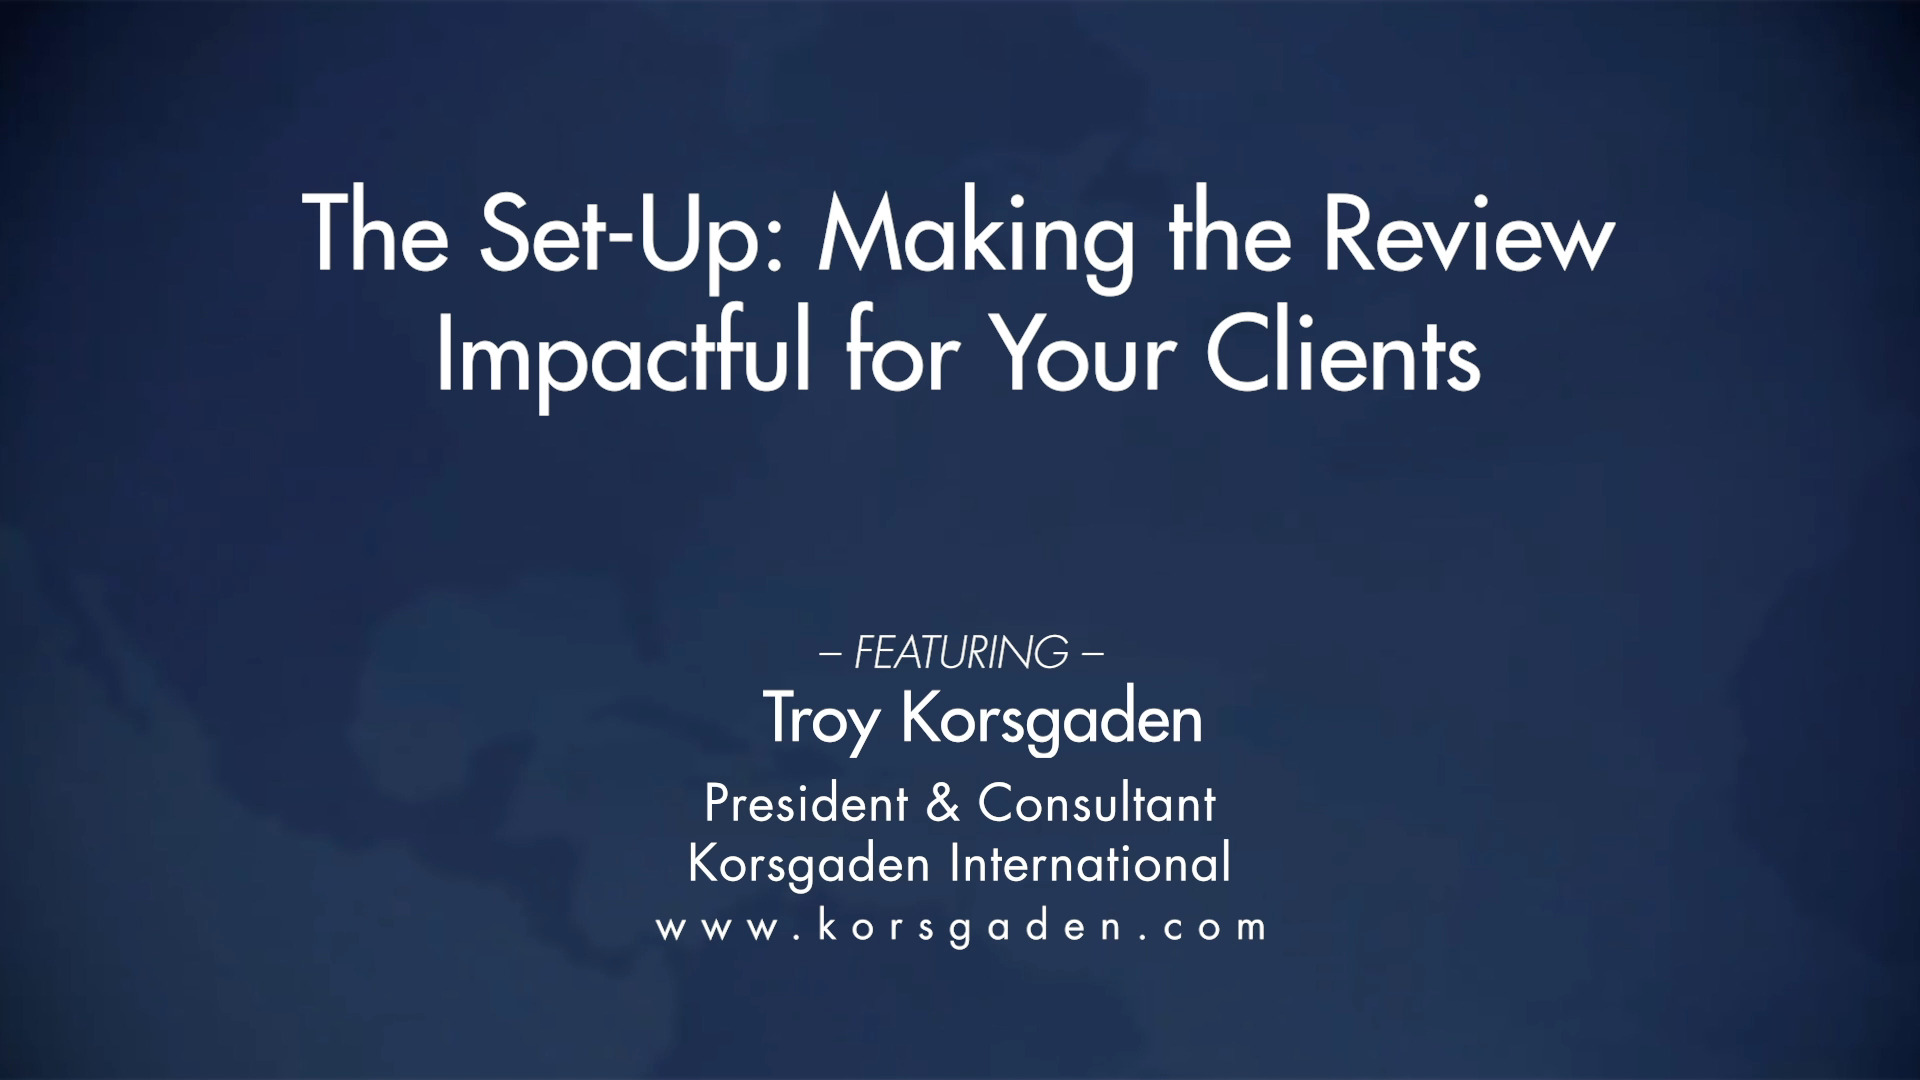 The Set-Up: Making the Review
Impactful for Your Clients
– FEATURING –
Troy Korsgaden
President & Consultant
Korsgaden International
www.korsgaden.com